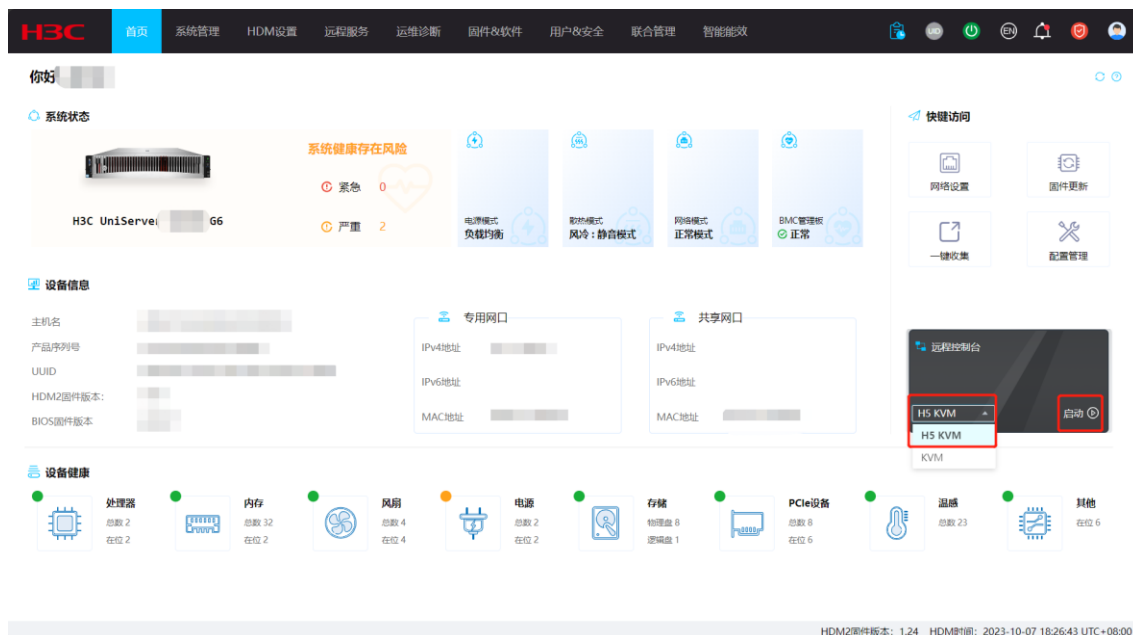 H3C 首页 系统管理 HDM设置 远程服务 运维诊断 固件&软件 用户&安全 联合管理 智能能效 UID EN
你好
系统状态
快键访问
系统健康存在风险
紧急 0
严重 2
H3C UniServer G6
电源模式
负载均衡
散热模式
风冷：静音模式
网络模式
正常模式
BMC管理板
正常
网络设置
固件更新
一键收集
配置管理
设备信息
主机名
产品序列号
UUID
HDM2固件版本:
BIOS固件版本
专用网口
IPv4地址
IPv6地址
MAC地址
共享网口
IPv4地址
IPv6地址
MAC地址
远程控制台
H5 KVM
启动
H5 KVM
KVM
设备健康
处理器
总数 2
在位 2
内存
总数 32
在位 2
风扇
总数 4
在位 4
电源
总数 2
在位 2
存储
物理盘 8
逻辑盘 1
PCIe设备
总数 8
在位 6
温感
总数 23
其他
在位 6
HDM2固件版本: 1.24 HDM时间: 2023-10-07 18:26:43 UTC+08:00